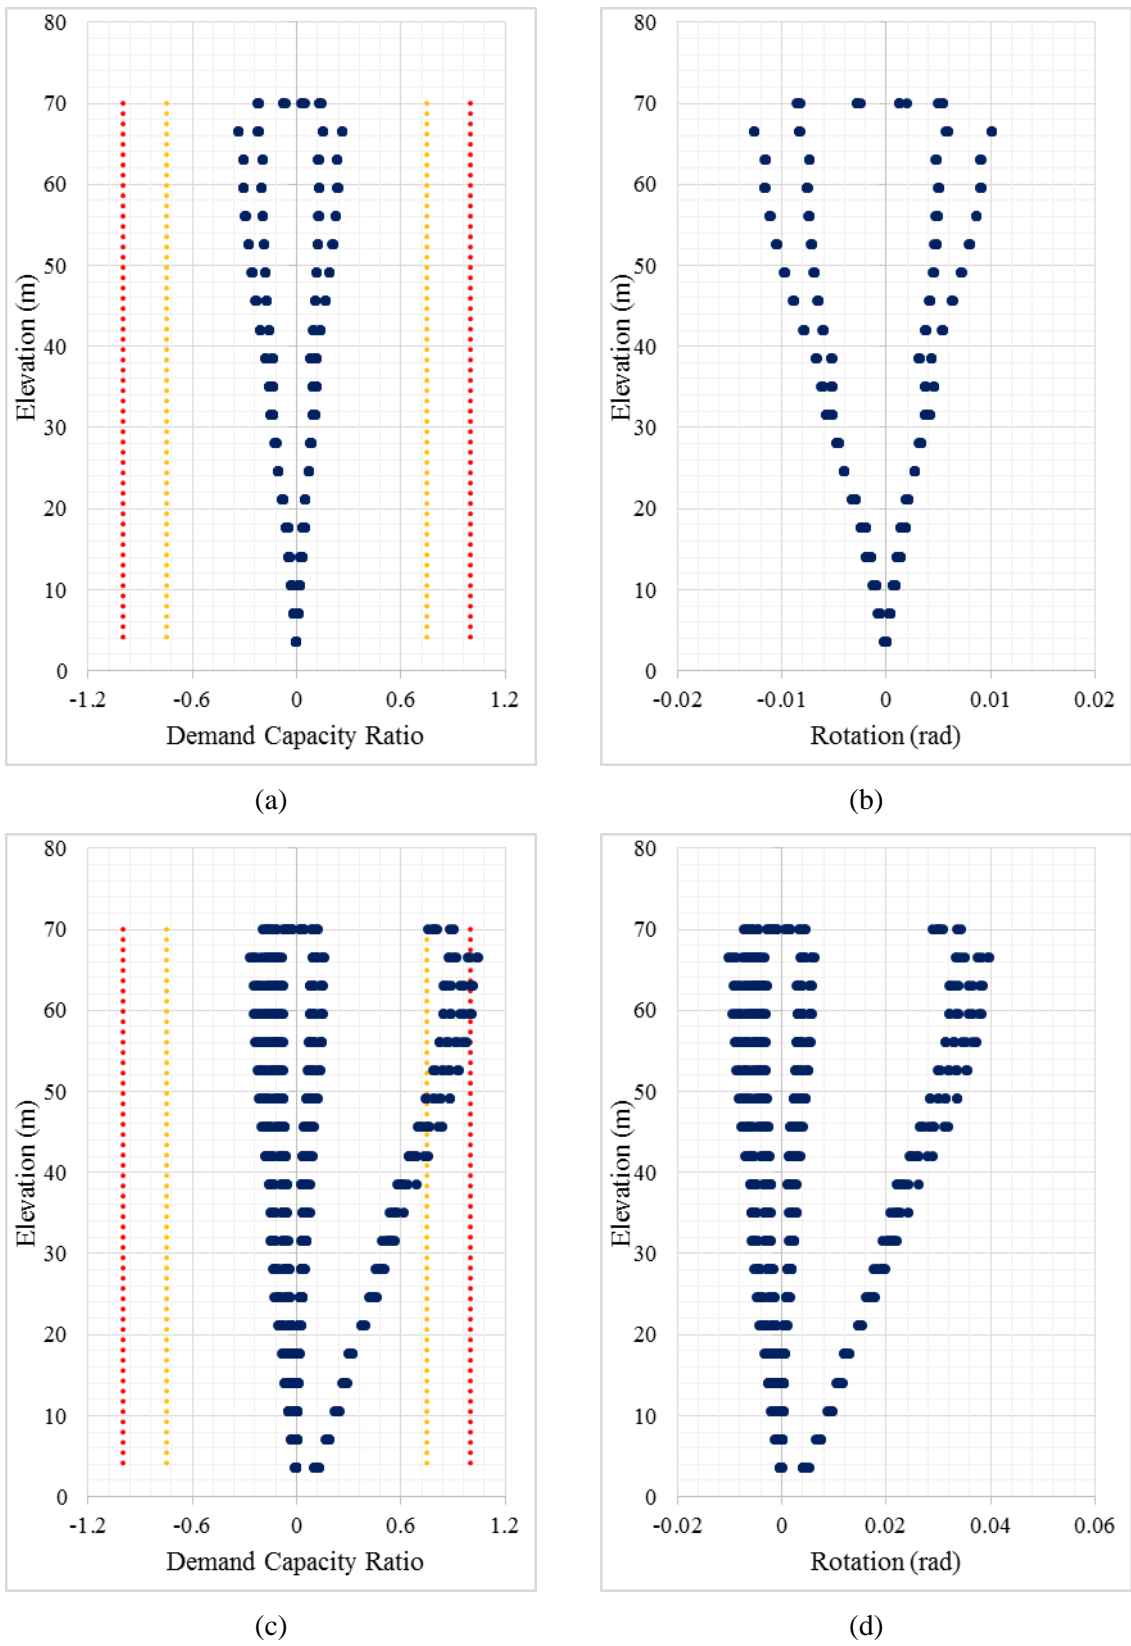 80
70
60
50
40
30
20
10
0
Elevation (m)
-1.2 -0.6 0 0.6 1.2
Demand Capacity Ratio
(a)
80
70
60
50
40
30
20
10
0
Elevation (m)
-0.02 -0.01 0 0.01 0.02
Rotation (rad)
(b)
80
70
60
50
40
30
20
10
0
Elevation (m)
-1.2 -0.6 0 0.6 1.2
Demand Capacity Ratio
(c)
80
70
60
50
40
30
20
10
0
Elevation (m)
-0.02 0 0.02 0.04 0.06
Rotation (rad)
(d)